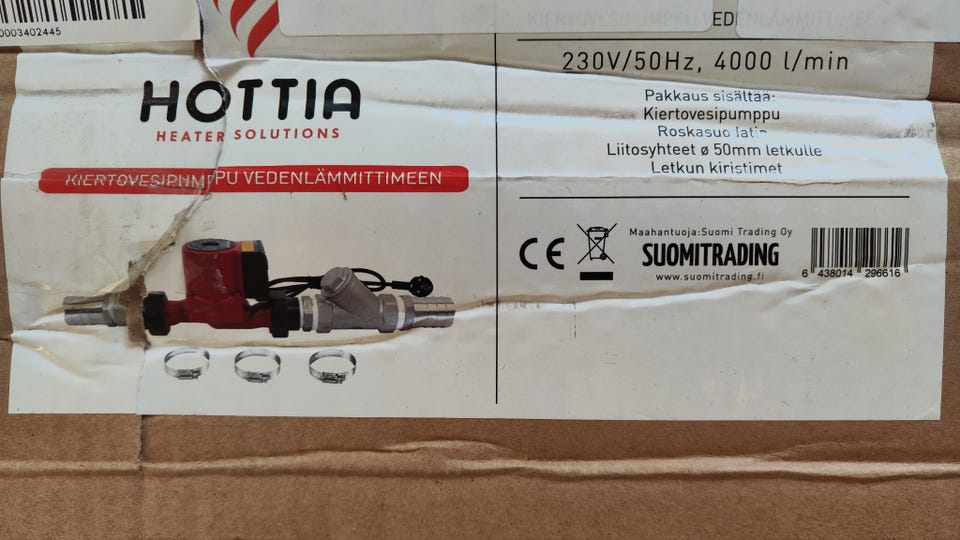 0003402445
HOTTIA
HEATER SOLUTIONS
KIERTOVESIPUMPPU VEDENLÄMMITTIMEEN
KIERTOVESIPUMPPU VEDENLÄMMITTIMEEN
230V/50Hz, 4000 l/min
Pakkaus sisältää:
Kiertovesipumppu
Liitosyhteet ø 50mm letkulle
Letkun kiristimet
CE
Maahantuoja:Suomi Trading Oy
SUOMITRADING
www.suomitrading.fi
6 438014 296616